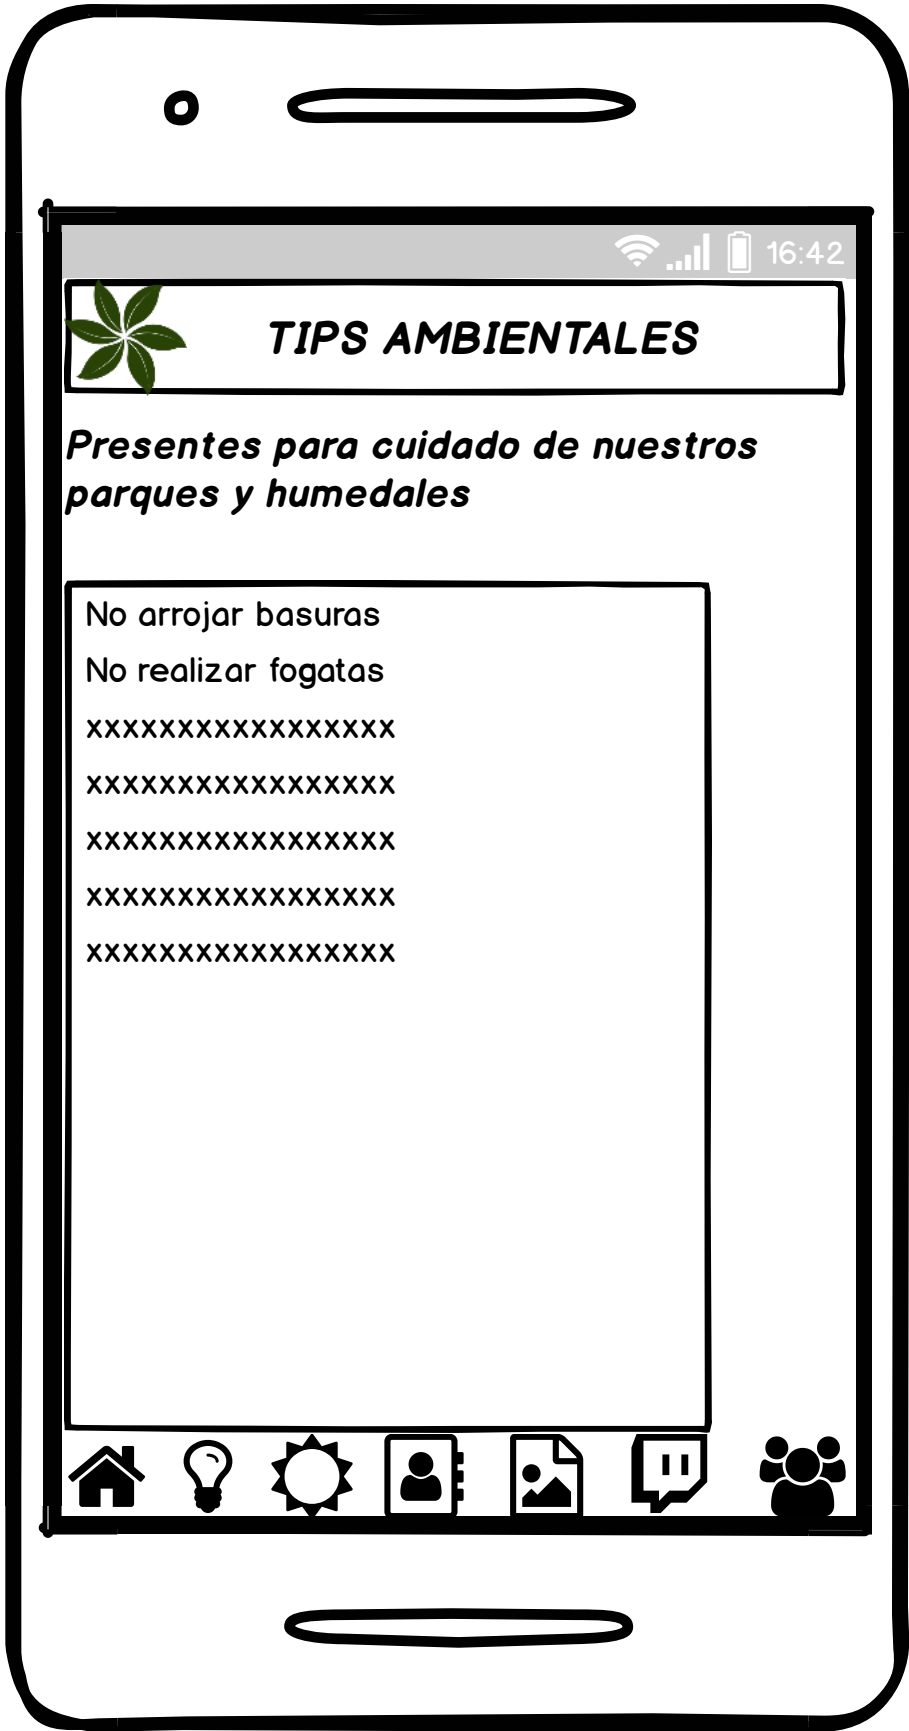 16:42
TIPS AMBIENTALES
Presentes para cuidado de nuestros
parques y humedales
No arrojar basuras
No realizar fogatas
xxxxxxxxxxxxxxxxx
xxxxxxxxxxxxxxxxx
xxxxxxxxxxxxxxxxx
xxxxxxxxxxxxxxxxx
xxxxxxxxxxxxxxxxx